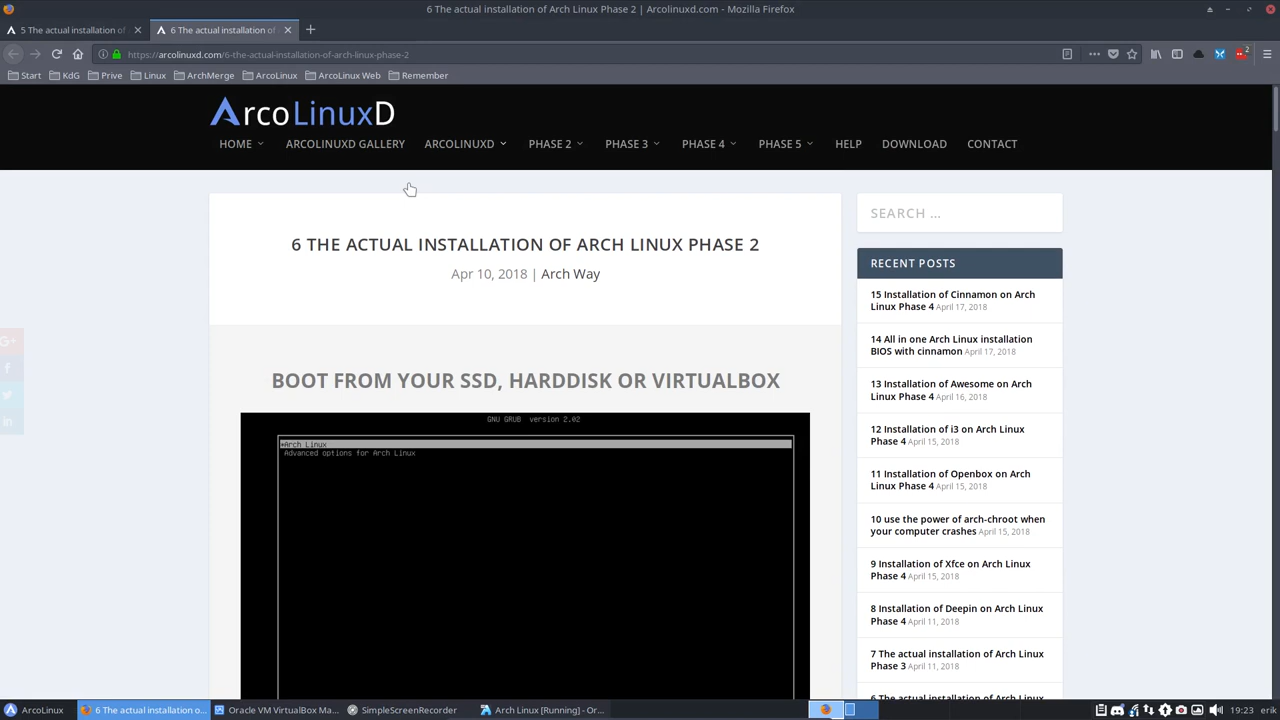 6 The actual installation of Arch Linux Phase 2 | Arcolinuxd.com - Mozilla Firefox
5 The actual installation of
6 The actual installation of
https://arcolinuxd.com/6-the-actual-installation-of-arch-linux-phase-2
2
Start KdG Prive Linux ArchMerge ArcoLinux ArcoLinux Web Remember
ArcoLinuxD
HOME ARCOLINUXD GALLERY ARCOLINUXD PHASE 2 PHASE 3 PHASE 4 PHASE 5 HELP DOWNLOAD CONTACT
6 THE ACTUAL INSTALLATION OF ARCH LINUX PHASE 2
Apr 10, 2018 | Arch Way
BOOT FROM YOUR SSD, HARDDISK OR VIRTUALBOX
GNU GRUB version 2.02
*Arch Linux
Advanced options for Arch Linux
SEARCH ...
RECENT POSTS
15 Installation of Cinnamon on Arch
Linux Phase 4 April 17, 2018
14 All in one Arch Linux installation
BIOS with cinnamon April 17, 2018
13 Installation of Awesome on Arch
Linux Phase 4 April 16, 2018
12 Installation of i3 on Arch Linux
Phase 4 April 15, 2018
11 Installation of Openbox on Arch
Linux Phase 4 April 15, 2018
10 use the power of arch-chroot when
your computer crashes April 15, 2018
9 Installation of Xfce on Arch Linux
Phase 4 April 15, 2018
8 Installation of Deepin on Arch Linux
Phase 4 April 11, 2018
7 The actual installation of Arch Linux
Phase 3 April 11, 2018
6 The actual installation of Arch Linux
ArcoLinux
6 The actual installation o...
Oracle VM VirtualBox Ma...
SimpleScreenRecorder
Arch Linux [Running] - Or...
19:23 erik